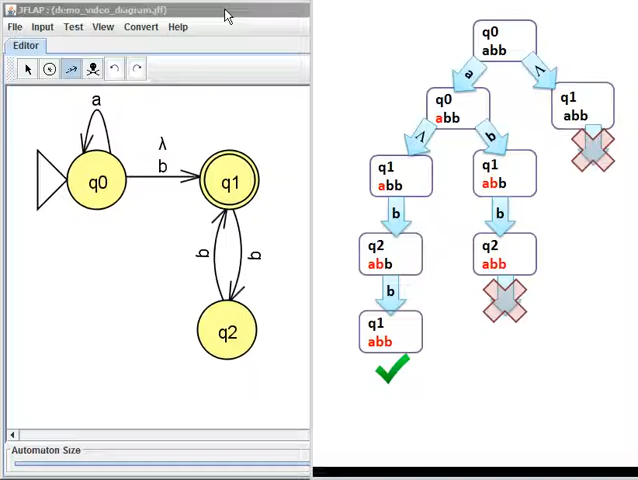 JFLAP : (demo_video_diagram.jff)
File Input Test View Convert Help
Editor
a
λ
b
q0
q1
b
b
q2
Automaton Size
q0
abb
a
Λ
q0
abb
q1
abb
Λ
b
q1
abb
q1
abb
b
b
q2
abb
q2
abb
b
q1
abb